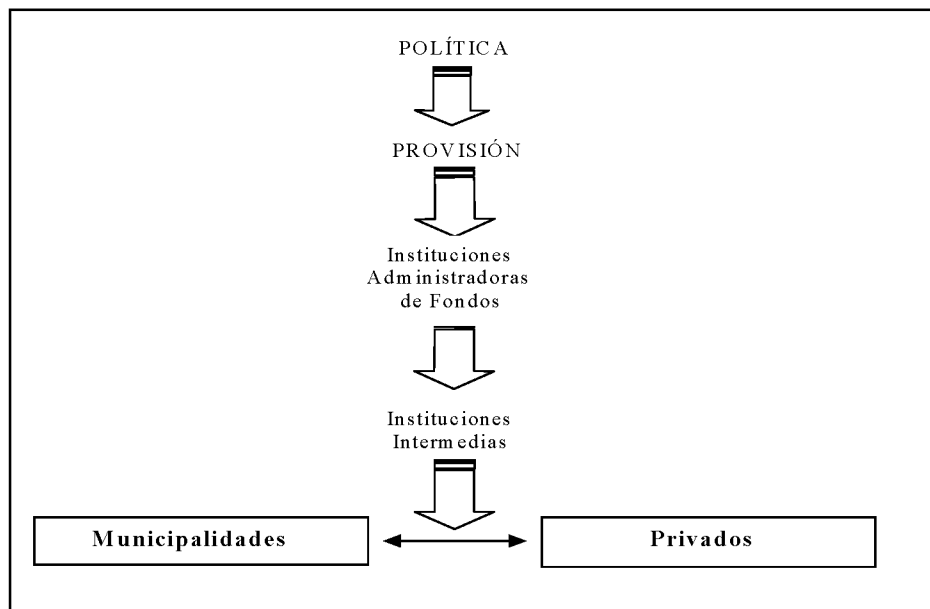 POLÍTICA
PROVISIÓN
Instituciones
Administradoras
de Fondos
Instituciones
Intermedias
Municipalidades
Privados